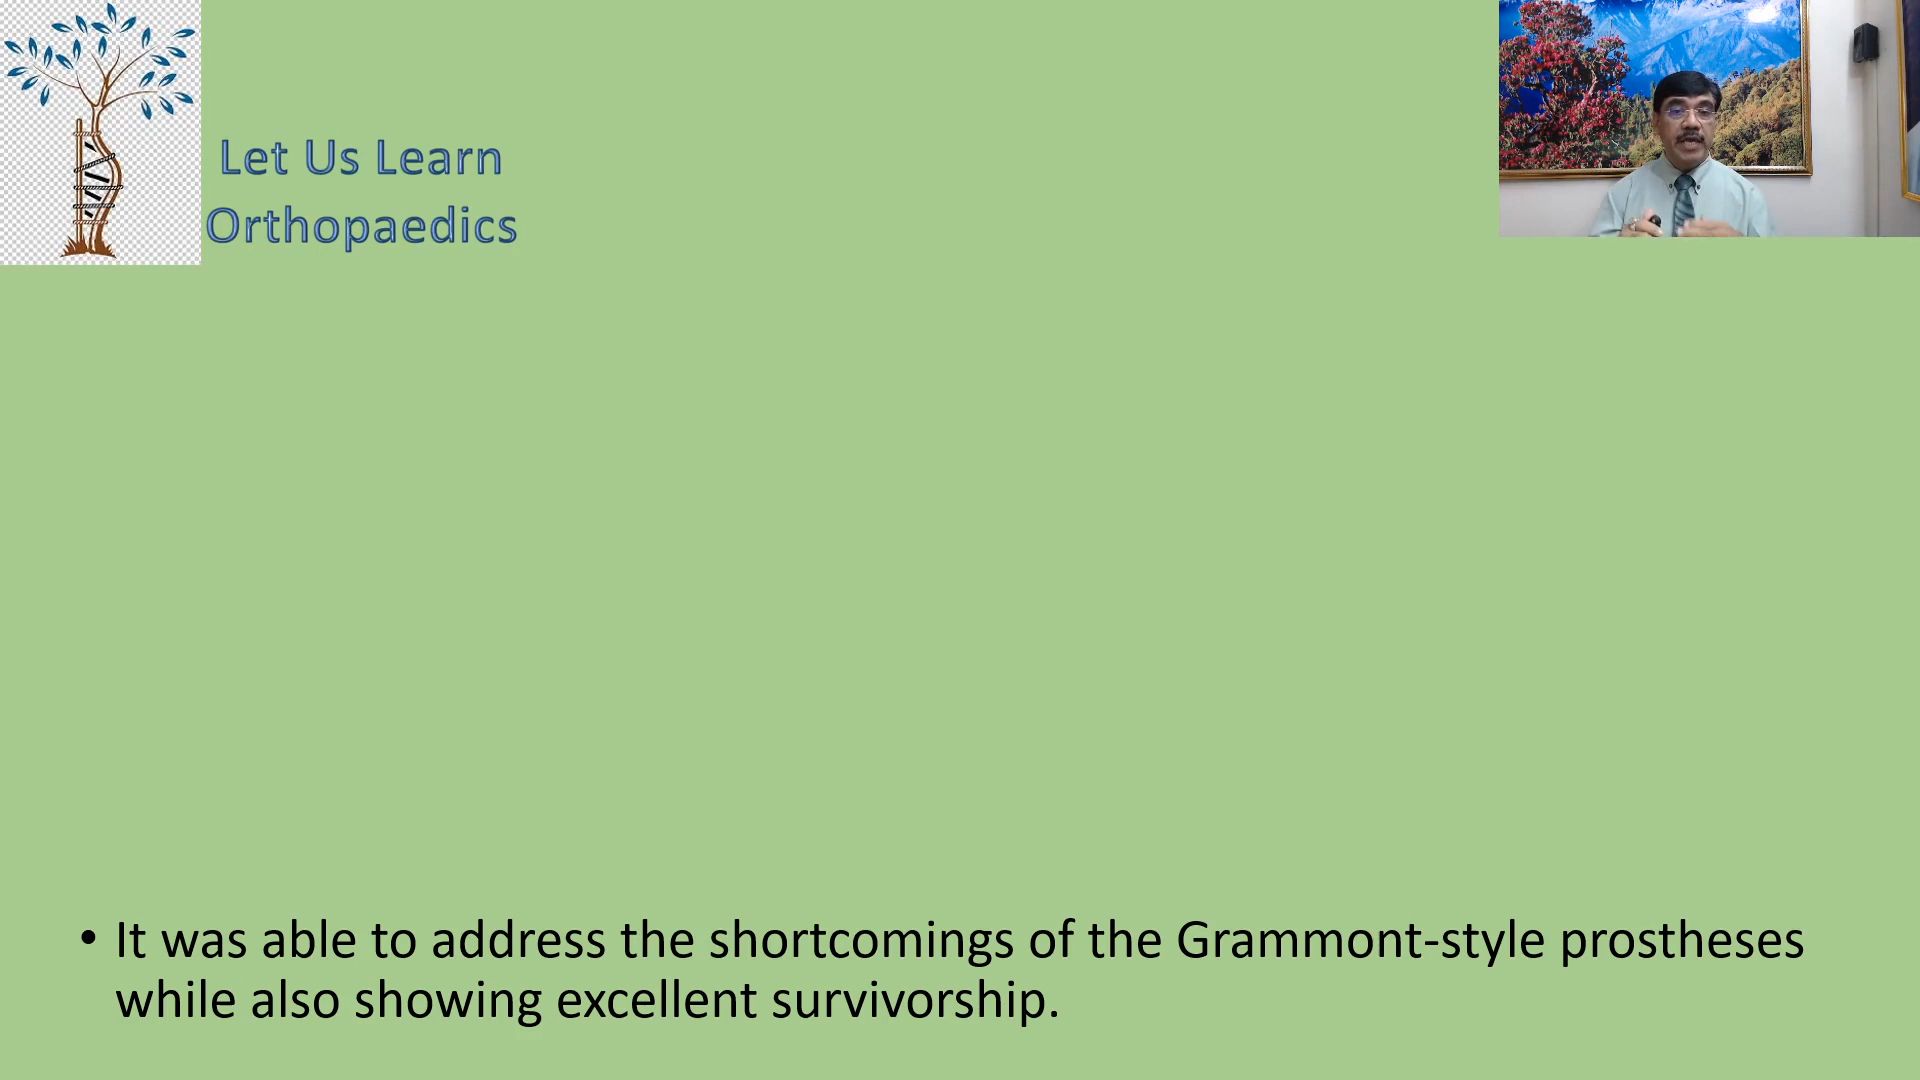 Let Us Learn
Orthopaedics
• It was able to address the shortcomings of the Grammont-style prostheses
while also showing excellent survivorship.